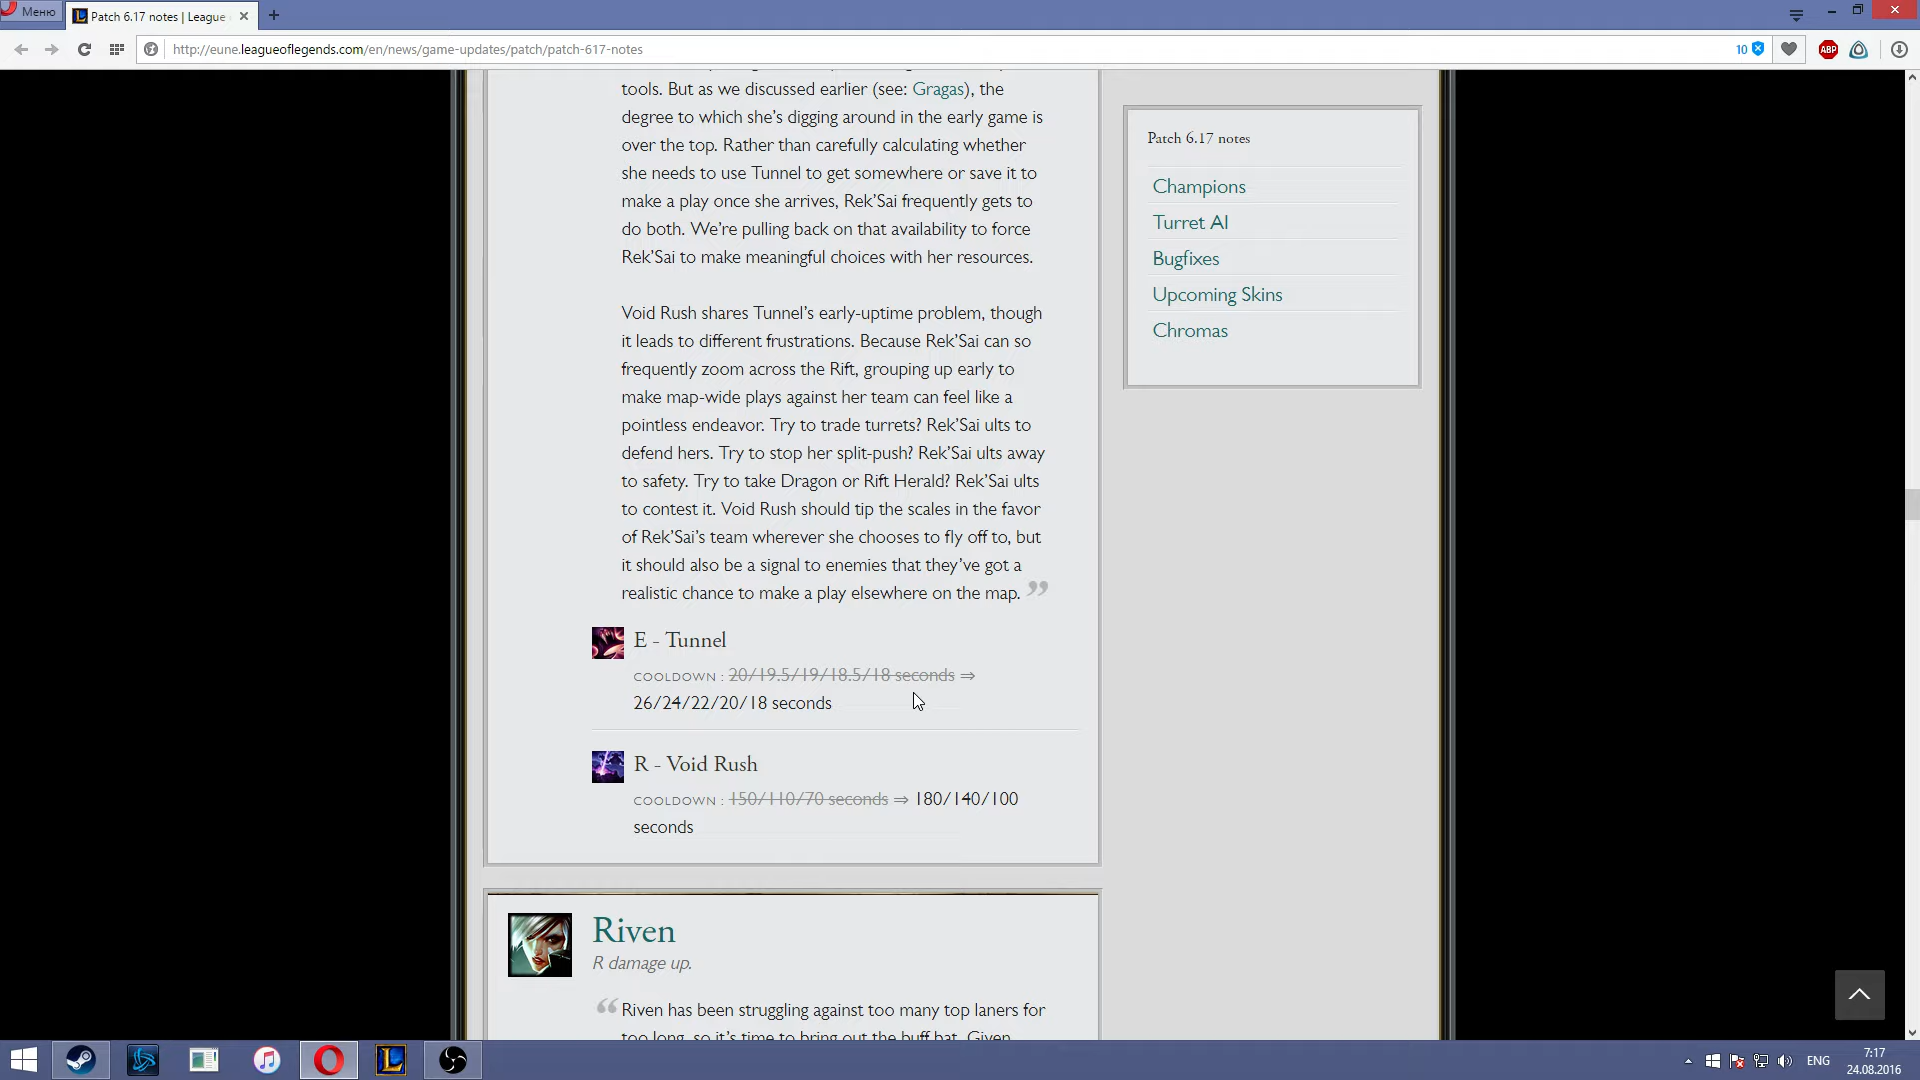 Меню
Patch 6.17 notes | League
http://eune.leagueoflegends.com/en/news/game-updates/patch/patch-617-notes
10
ABP
tools. But as we discussed earlier (see: Gragas), the
degree to which she's digging around in the early game is
over the top. Rather than carefully calculating whether
she needs to use Tunnel to get somewhere or save it to
make a play once she arrives, Rek'Sai frequently gets to
do both. We're pulling back on that availability to force
Rek'Sai to make meaningful choices with her resources.
Void Rush shares Tunnel's early-uptime problem, though
it leads to different frustrations. Because Rek'Sai can so
frequently zoom across the Rift, grouping up early to
make map-wide plays against her team can feel like a
pointless endeavor. Try to trade turrets? Rek'Sai ults to
defend hers. Try to stop her split-push? Rek'Sai ults away
to safety. Try to take Dragon or Rift Herald? Rek'Sai ults
to contest it. Void Rush should tip the scales in the favor
of Rek'Sai's team wherever she chooses to fly off to, but
it should also be a signal to enemies that they've got a
realistic chance to make a play elsewhere on the map. ”
E - Tunnel
COOLDOWN : 20/19.5/19/18.5/18 seconds ⇒
26/24/22/20/18 seconds
R - Void Rush
COOLDOWN : 150/110/70 seconds ⇒ 180/140/100
seconds
Riven
R damage up.
“ Riven has been struggling against too many top laners for
too long, so it's time to bring out the buff bat. Given
Patch 6.17 notes
Champions
Turret AI
Bugfixes
Upcoming Skins
Chromas
ENG
7:17
24.08.2016